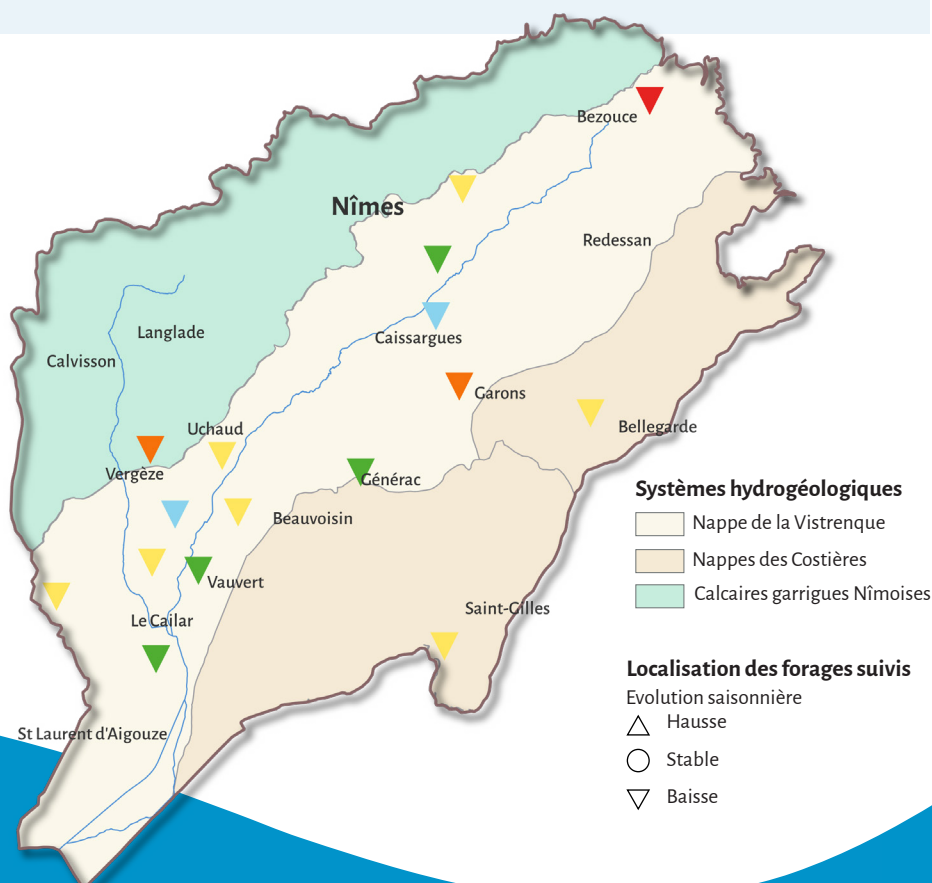 Bezouce
Nîmes
Redessan
Langlade
Caissargues
Calvisson
Garons
Uchaud
Bellegarde
Vergèze
Générac
Beauvoisin
Vauvert
Saint-Gilles
Le Cailar
St Laurent d'Aigouze
Systèmes hydrogéologiques
Nappe de la Vistrenque
Nappes des Costières
Calcaires garrigues Nîmoises
Localisation des forages suivis
Evolution saisonnière
Hausse
Stable
Baisse